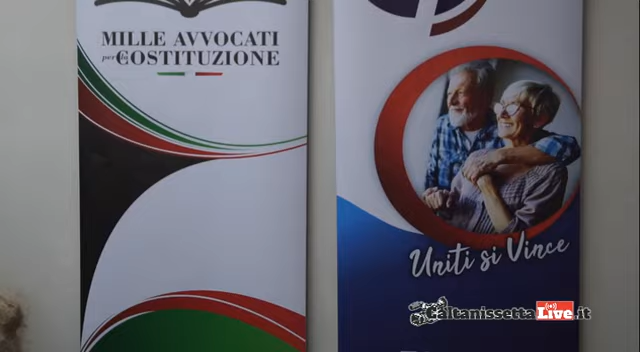 MILLE AVVOCATI
per la COSTITUZIONE
Uniti si Vince
CaltanissettaLive.it